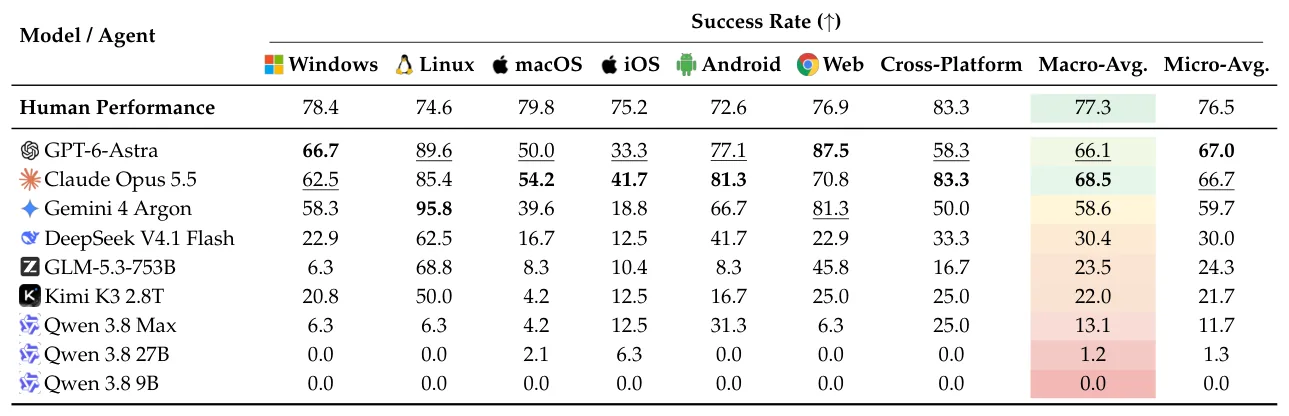 Model / Agent
Success Rate (↑)
Windows Linux macOS iOS Android Web Cross-Platform Macro-Avg. Micro-Avg.
Human Performance 78.4 74.6 79.8 75.2 72.6 76.9 83.3 77.3 76.5
GPT-6-Astra 66.7 89.6 50.0 33.3 77.1 87.5 58.3 66.1 67.0
Claude Opus 5.5 62.5 85.4 54.2 41.7 81.3 70.8 83.3 68.5 66.7
Gemini 4 Argon 58.3 95.8 39.6 18.8 66.7 81.3 50.0 58.6 59.7
DeepSeek V4.1 Flash 22.9 62.5 16.7 12.5 41.7 22.9 33.3 30.4 30.0
GLM-5.3-753B 6.3 68.8 8.3 10.4 8.3 45.8 16.7 23.5 24.3
Kimi K3 2.8T 20.8 50.0 4.2 12.5 16.7 25.0 25.0 22.0 21.7
Qwen 3.8 Max 6.3 6.3 4.2 12.5 31.3 6.3 25.0 13.1 11.7
Qwen 3.8 27B 0.0 0.0 2.1 6.3 0.0 0.0 0.0 1.2 1.3
Qwen 3.8 9B 0.0 0.0 0.0 0.0 0.0 0.0 0.0 0.0 0.0